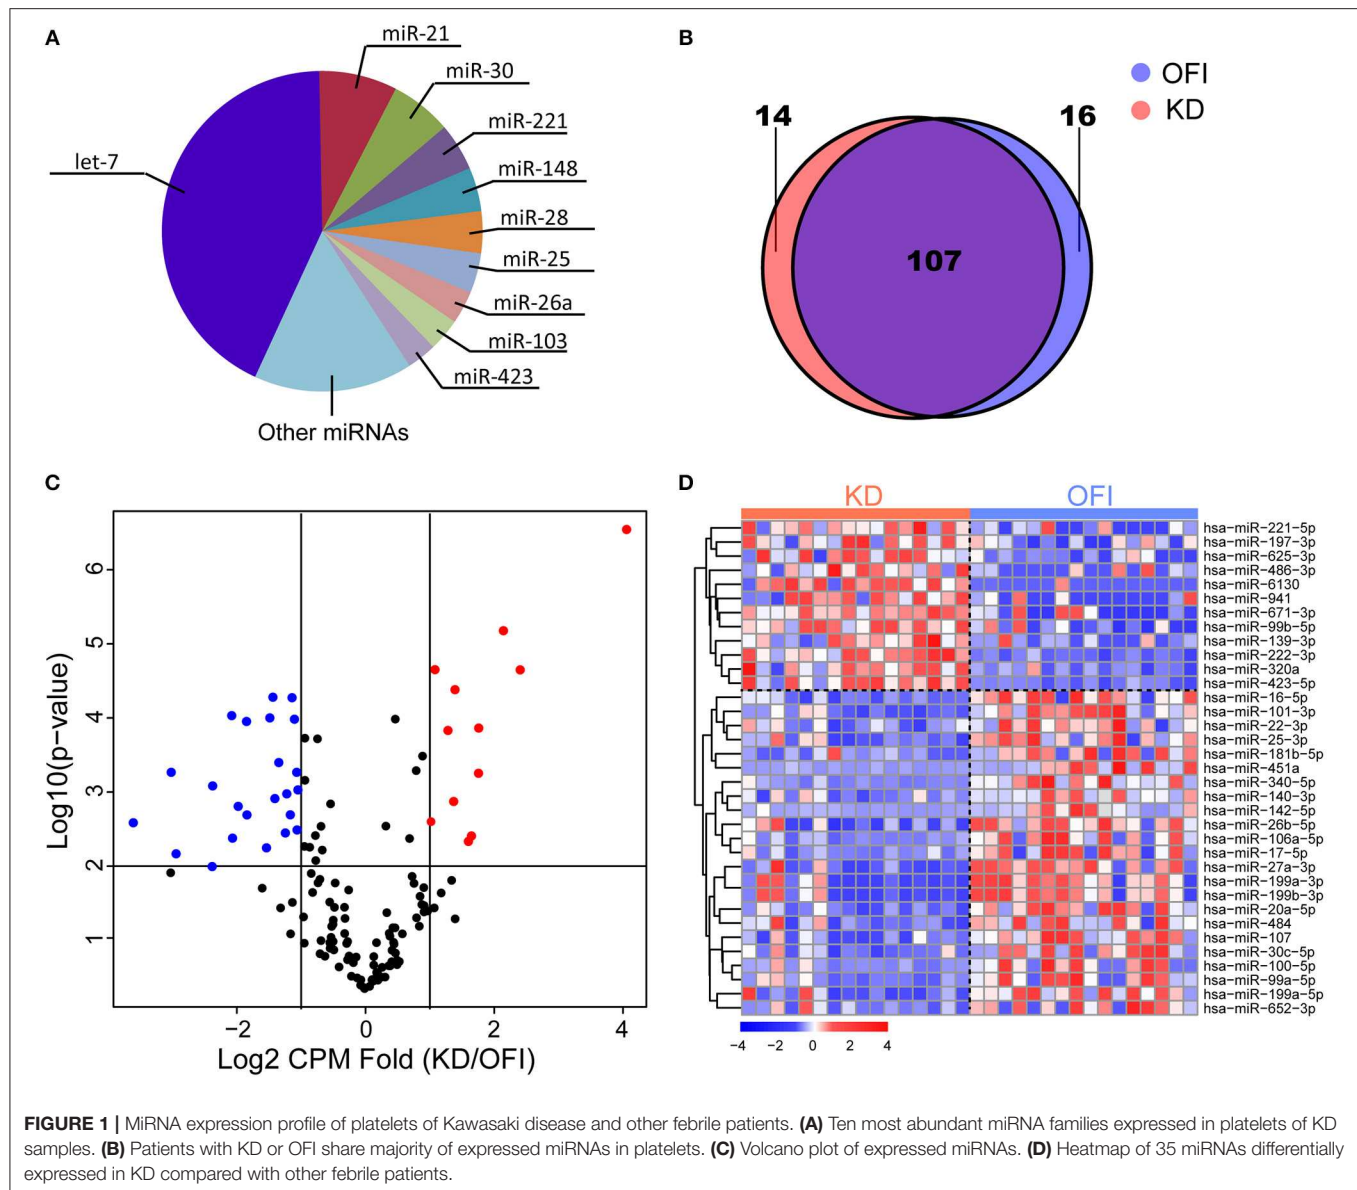 A
miR-21
miR-30
miR-221
miR-148
miR-28
miR-25
miR-26a
miR-103
miR-423
let-7
Other miRNAs
B
OFI
KD
14
16
107
C
Log10(p-value)
6
5
4
3
2
1
-2
0
2
4
Log2 CPM Fold (KD/OFI)
D
KD
OFI
hsa-miR-221-5p
hsa-miR-197-3p
hsa-miR-625-3p
hsa-miR-486-3p
hsa-miR-6130
hsa-miR-941
hsa-miR-671-3p
hsa-miR-99b-5p
hsa-miR-139-3p
hsa-miR-222-3p
hsa-miR-320a
hsa-miR-423-5p
hsa-miR-16-5p
hsa-miR-101-3p
hsa-miR-22-3p
hsa-miR-25-3p
hsa-miR-181b-5p
hsa-miR-451a
hsa-miR-340-5p
hsa-miR-140-3p
hsa-miR-142-5p
hsa-miR-26b-5p
hsa-miR-106a-5p
hsa-miR-17-5p
hsa-miR-27a-3p
hsa-miR-199a-3p
hsa-miR-199b-3p
hsa-miR-20a-5p
hsa-miR-484
hsa-miR-107
hsa-miR-30c-5p
hsa-miR-100-5p
hsa-miR-99a-5p
hsa-miR-199a-5p
hsa-miR-652-3p
-4 -2 0 2 4
FIGURE 1 | MiRNA expression profile of platelets of Kawasaki disease and other febrile patients. (A) Ten most abundant miRNA families expressed in platelets of KD
samples. (B) Patients with KD or OFI share majority of expressed miRNAs in platelets. (C) Volcano plot of expressed miRNAs. (D) Heatmap of 35 miRNAs differentially
expressed in KD compared with other febrile patients.